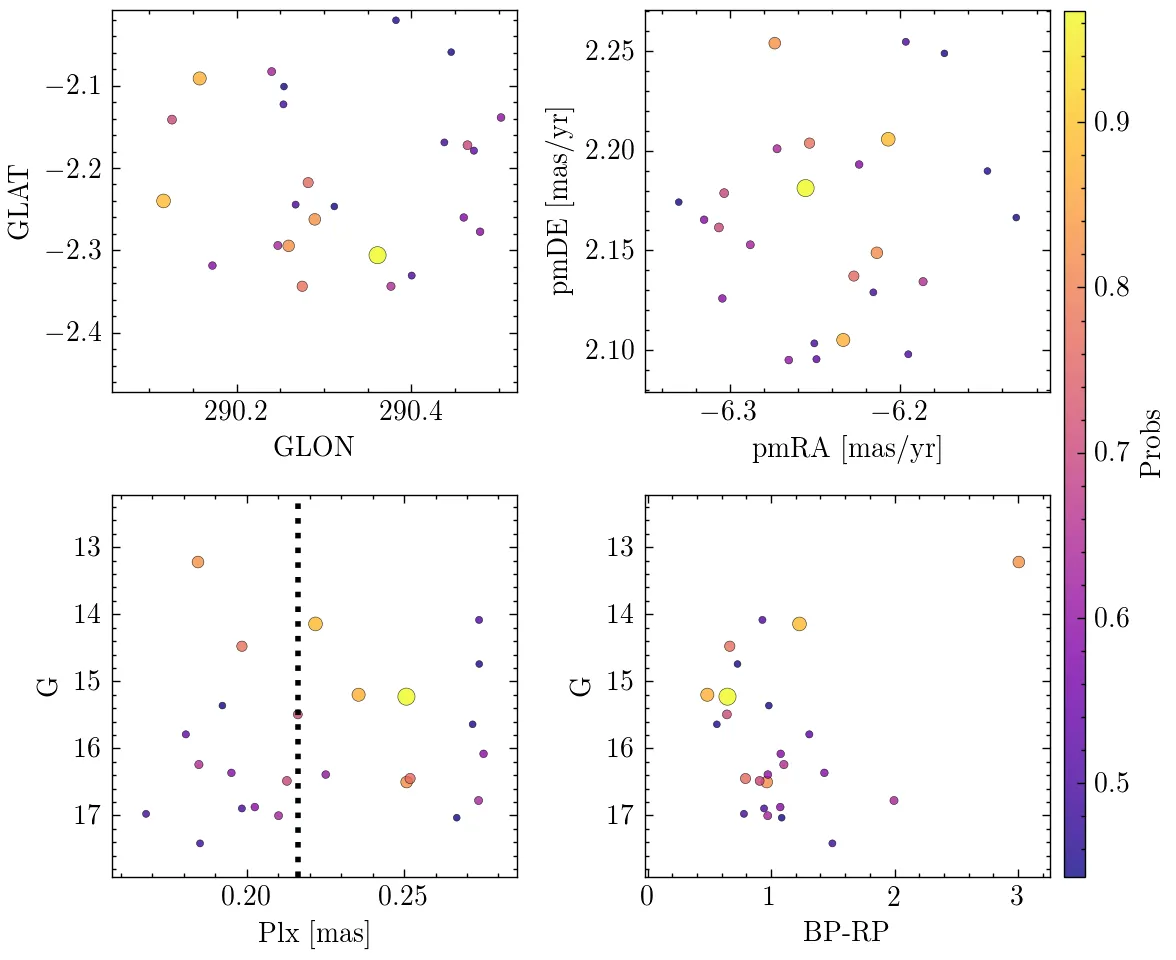 −2.1
−2.2
−2.3
−2.4
GLAT
290.2 290.4
GLON
2.25
2.20
2.15
2.10
pmDE [mas/yr]
−6.3 −6.2
pmRA [mas/yr]
13
14
15
16
17
G
0.20 0.25
Plx [mas]
13
14
15
16
17
G
0 1 2 3
BP-RP
0.9
0.8
0.7
0.6
0.5
Probs